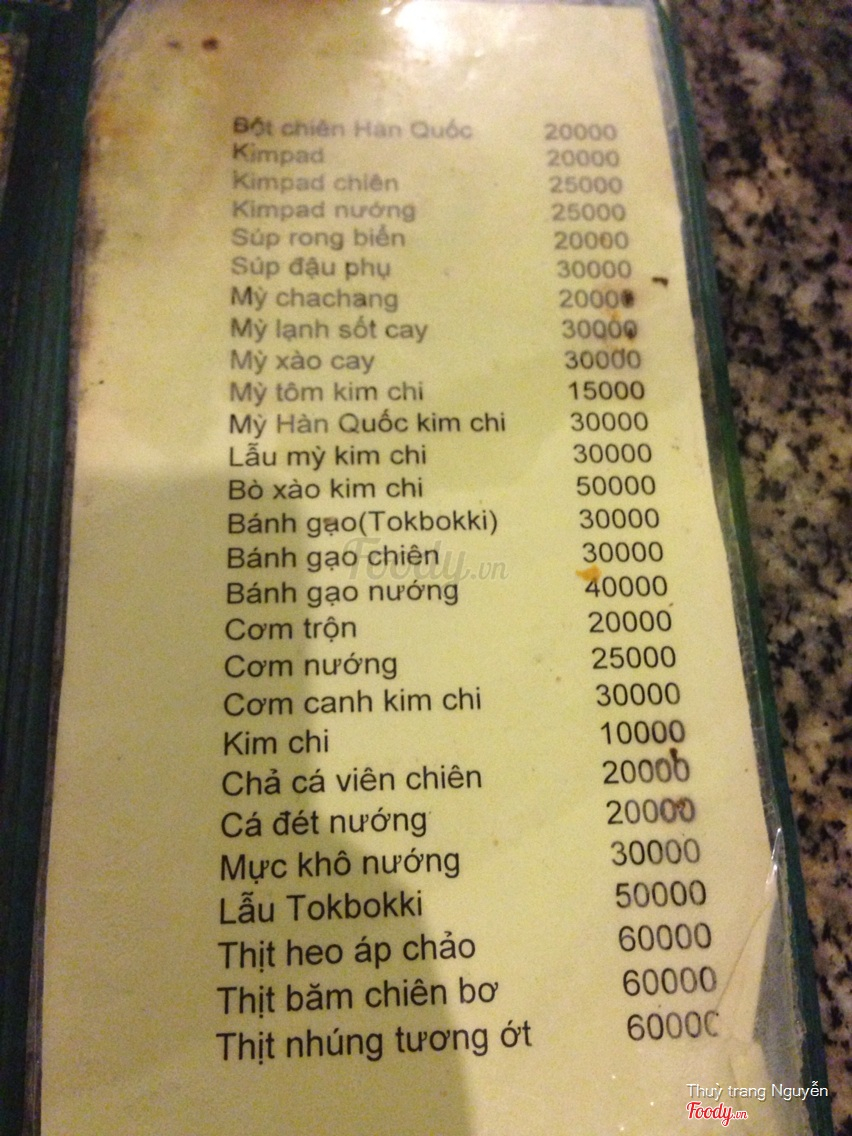 Bột chiên Hàn Quốc 20000
Kimpad 20000
Kimpad chiên 25000
Kimpad nướng 25000
Súp rong biển 20000
Súp đậu phụ 30000
Mỳ chachang 20000
Mỳ lạnh sốt cay 30000
Mỳ xào cay 30000
Mỳ tôm kim chi 15000
Mỳ Hàn Quốc kim chi 30000
Lẫu mỳ kim chi 30000
Bò xào kim chi 50000
Bánh gạo(Tokbokki) 30000
Bánh gạo chiên 30000
Foody.vn
Bánh gạo nướng 40000
Cơm trộn 20000
Cơm nướng 25000
Cơm canh kim chi 30000
Kim chi 10000
Chả cá viên chiên 20000
Cá đét nướng 20000
Mực khô nướng 30000
Lẫu Tokbokki 50000
Thịt heo áp chảo 60000
Thịt băm chiên bơ 60000
Thịt nhúng tương ớt 60000
Thuỳ trang Nguyễn
Foody.vn